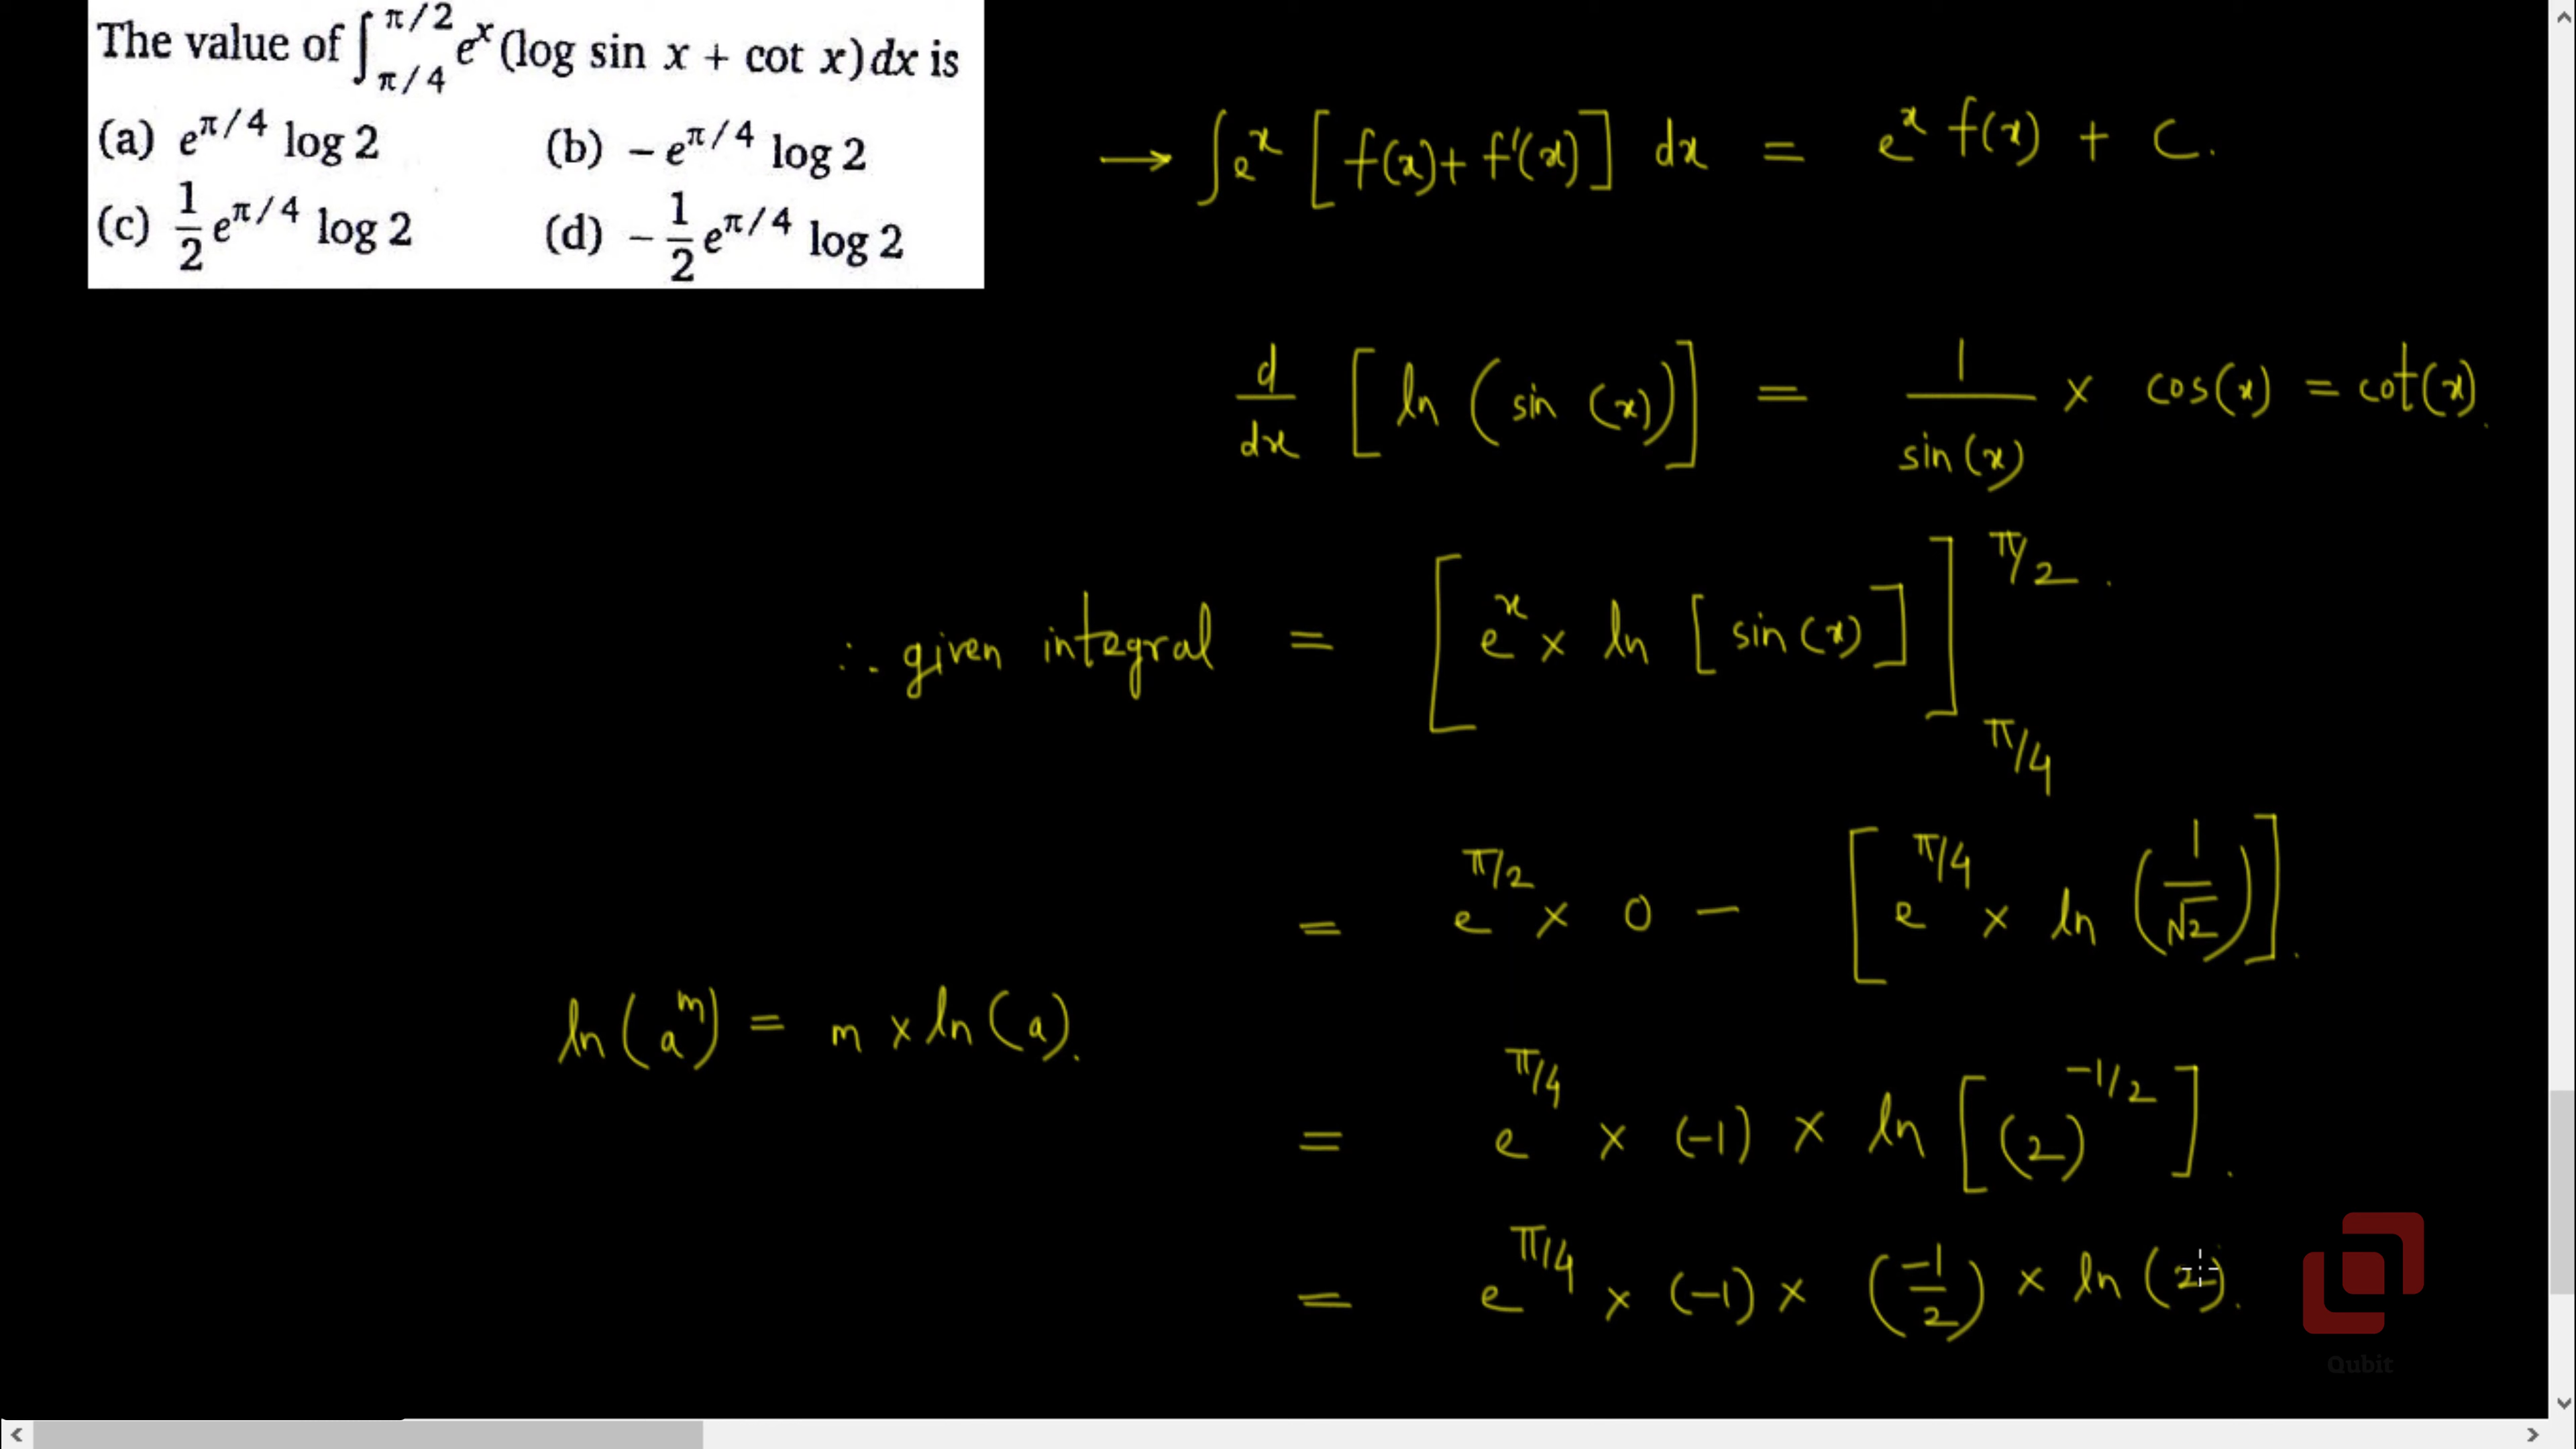 The value of ∫_{π/4}^{π/2} e^x (log sin x + cot x) dx is
(a) e^{π/4} log 2 (b) – e^{π/4} log 2
(c) 1/2 e^{π/4} log 2 (d) – 1/2 e^{π/4} log 2
→ ∫ e^x [f(x) + f'(x)] dx = e^x f(x) + C.
d/dx [ln (sin (x))] = 1/sin(x) × cos(x) = cot(x).
∴ given integral = [e^x × ln [sin(x)]]_{π/4}^{π/2}.
= e^{π/2} × 0 – [e^{π/4} × ln (1/√2)].
ln(a^m) = m × ln(a).
= e^{π/4} × (-1) × ln [(2)^{-1/2}].
= e^{π/4} × (-1) × (-1/2) × ln (2).
Qubit